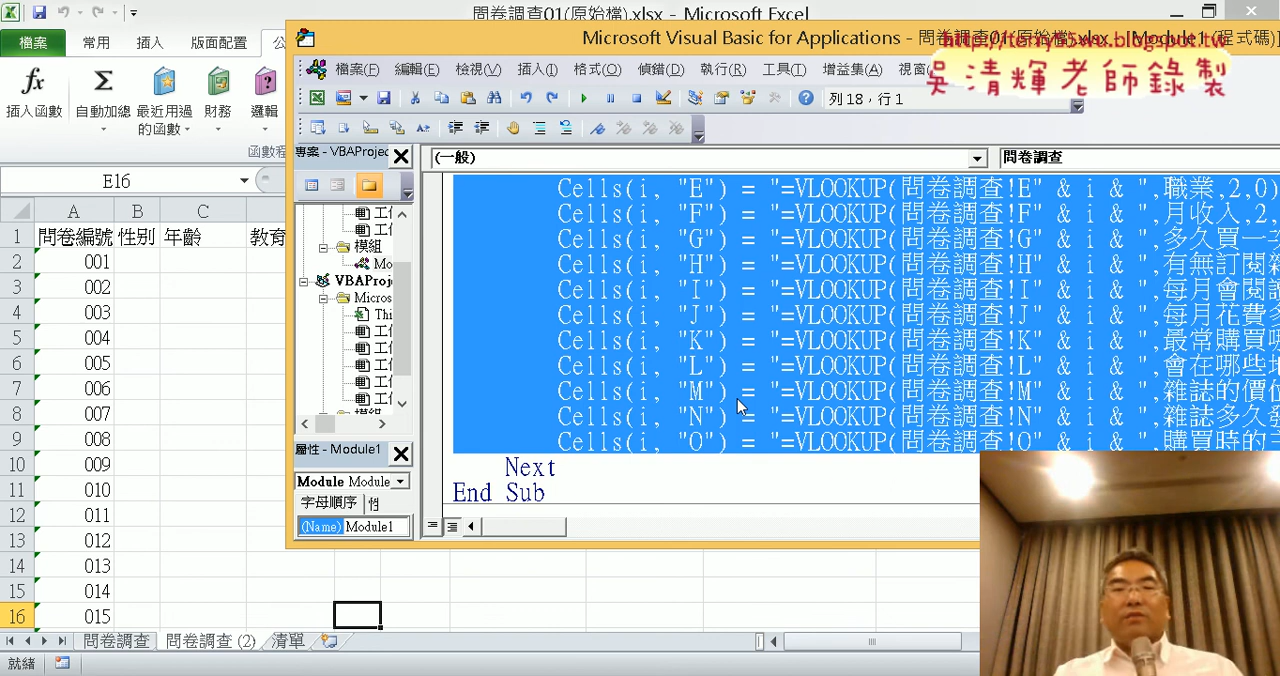 問卷調查01(原始檔).xlsx - Microsoft Excel
檔案
常用
插入
版面配置
插入函數
自動加總
最近用過的函數
財務
邏輯
E16
A B C
問卷編號 性別 年齡 教育
1
2 001
3 002
4 003
5 004
6 005
7 006
8 007
9 008
10 009
11 010
12 011
13 012
14 013
15 014
16 015
問卷調查 問卷調查 (2) 清單
就緒
Microsoft Visual Basic for Applications - 問卷調查01(原始檔).xlsx - [Module1 (程式碼)]
http://terry55wu.blogspot.tw
吳清輝老師錄製
檔案(F) 編輯(E) 檢視(V) 插入(I) 格式(O) 偵錯(D) 執行(R) 工具(T) 增益集(A) 視窗
列 18，行 1
專案 - VBAProjec
模組
Mo
VBAProj
Micros
Thi
屬性 - Module1
Module Module
字母順序
(Name) Module1
(一般)
問卷調查
Cells(i, "E") = "=VLOOKUP(問卷調查!E" & i & ",職業,2,0)
Cells(i, "F") = "=VLOOKUP(問卷調查!F" & i & ",月收入,2,
Cells(i, "G") = "=VLOOKUP(問卷調查!G" & i & ",多久買一
Cells(i, "H") = "=VLOOKUP(問卷調查!H" & i & ",有無訂閱
Cells(i, "I") = "=VLOOKUP(問卷調查!I" & i & ",每月會閱
Cells(i, "J") = "=VLOOKUP(問卷調查!J" & i & ",每月花費
Cells(i, "K") = "=VLOOKUP(問卷調查!K" & i & ",最常購買
Cells(i, "L") = "=VLOOKUP(問卷調查!L" & i & ",會在哪些
Cells(i, "M") = "=VLOOKUP(問卷調查!M" & i & ",雜誌的價
Cells(i, "N") = "=VLOOKUP(問卷調查!N" & i & ",雜誌多久
Cells(i, "O") = "=VLOOKUP(問卷調查!O" & i & ",購買時的
Next
End Sub